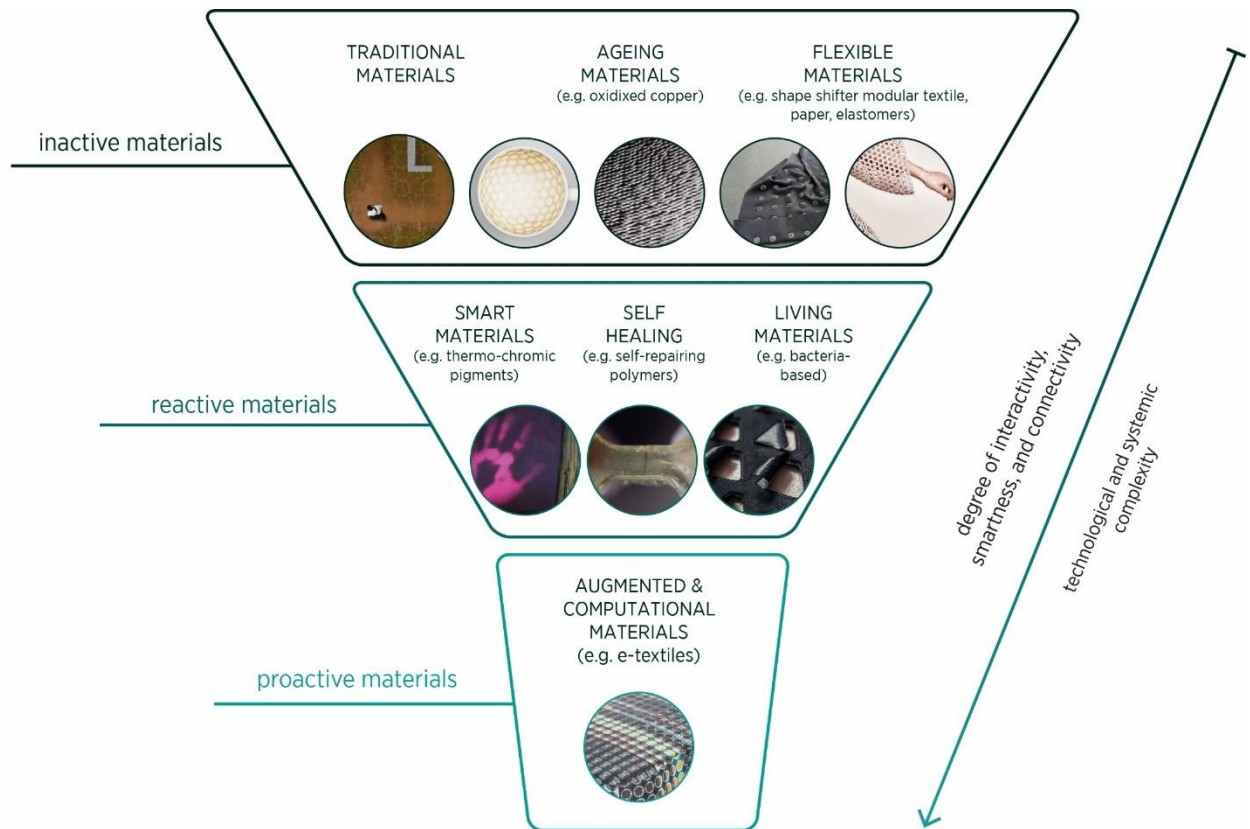 TRADITIONAL
MATERIALS
AGEING
MATERIALS
(e.g. oxidixed copper)
FLEXIBLE
MATERIALS
(e.g. shape shifter modular textile,
paper, elastomers)
inactive materials
SMART
MATERIALS
(e.g. thermo-chromic
pigments)
SELF
HEALING
(e.g. self-repairing
polymers)
LIVING
MATERIALS
(e.g. bacteria-
based)
reactive materials
AUGMENTED &
COMPUTATIONAL
MATERIALS
(e.g. e-textiles)
proactive materials
degree of interactivity,
smartness, and connectivity
technological and systemic
complexity